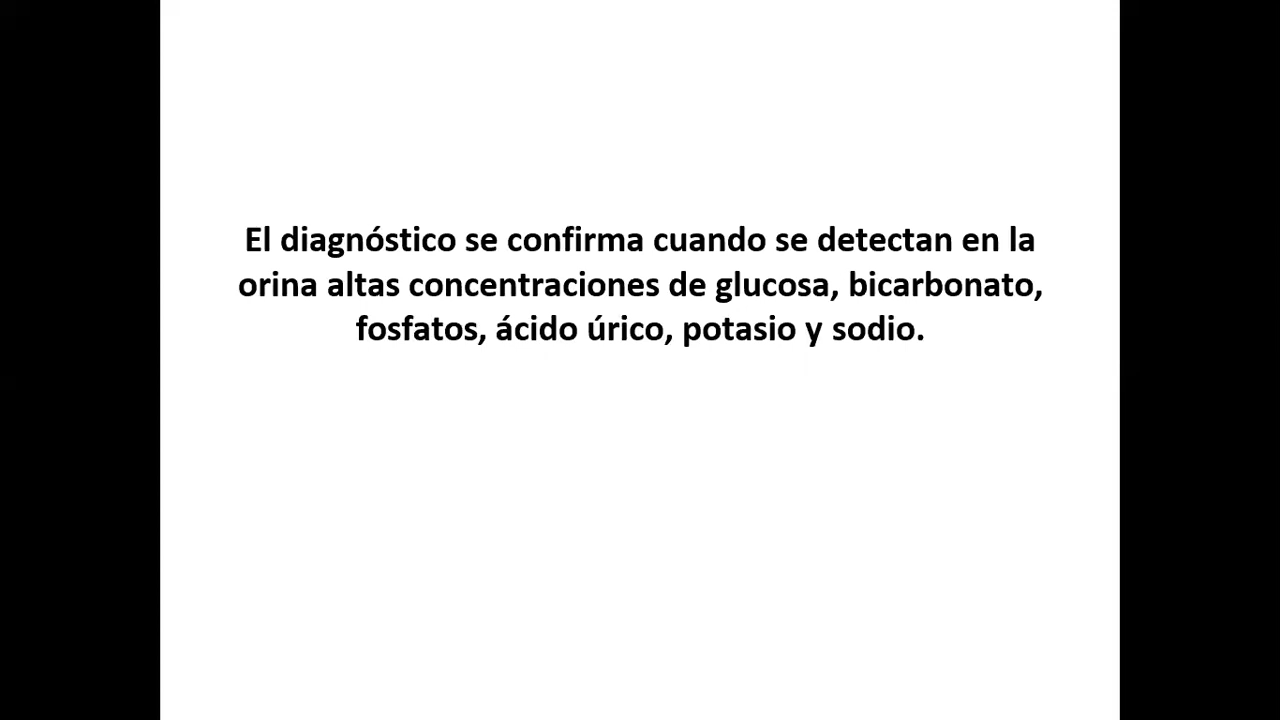 El diagnóstico se confirma cuando se detectan en la
orina altas concentraciones de glucosa, bicarbonato,
fosfatos, ácido úrico, potasio y sodio.